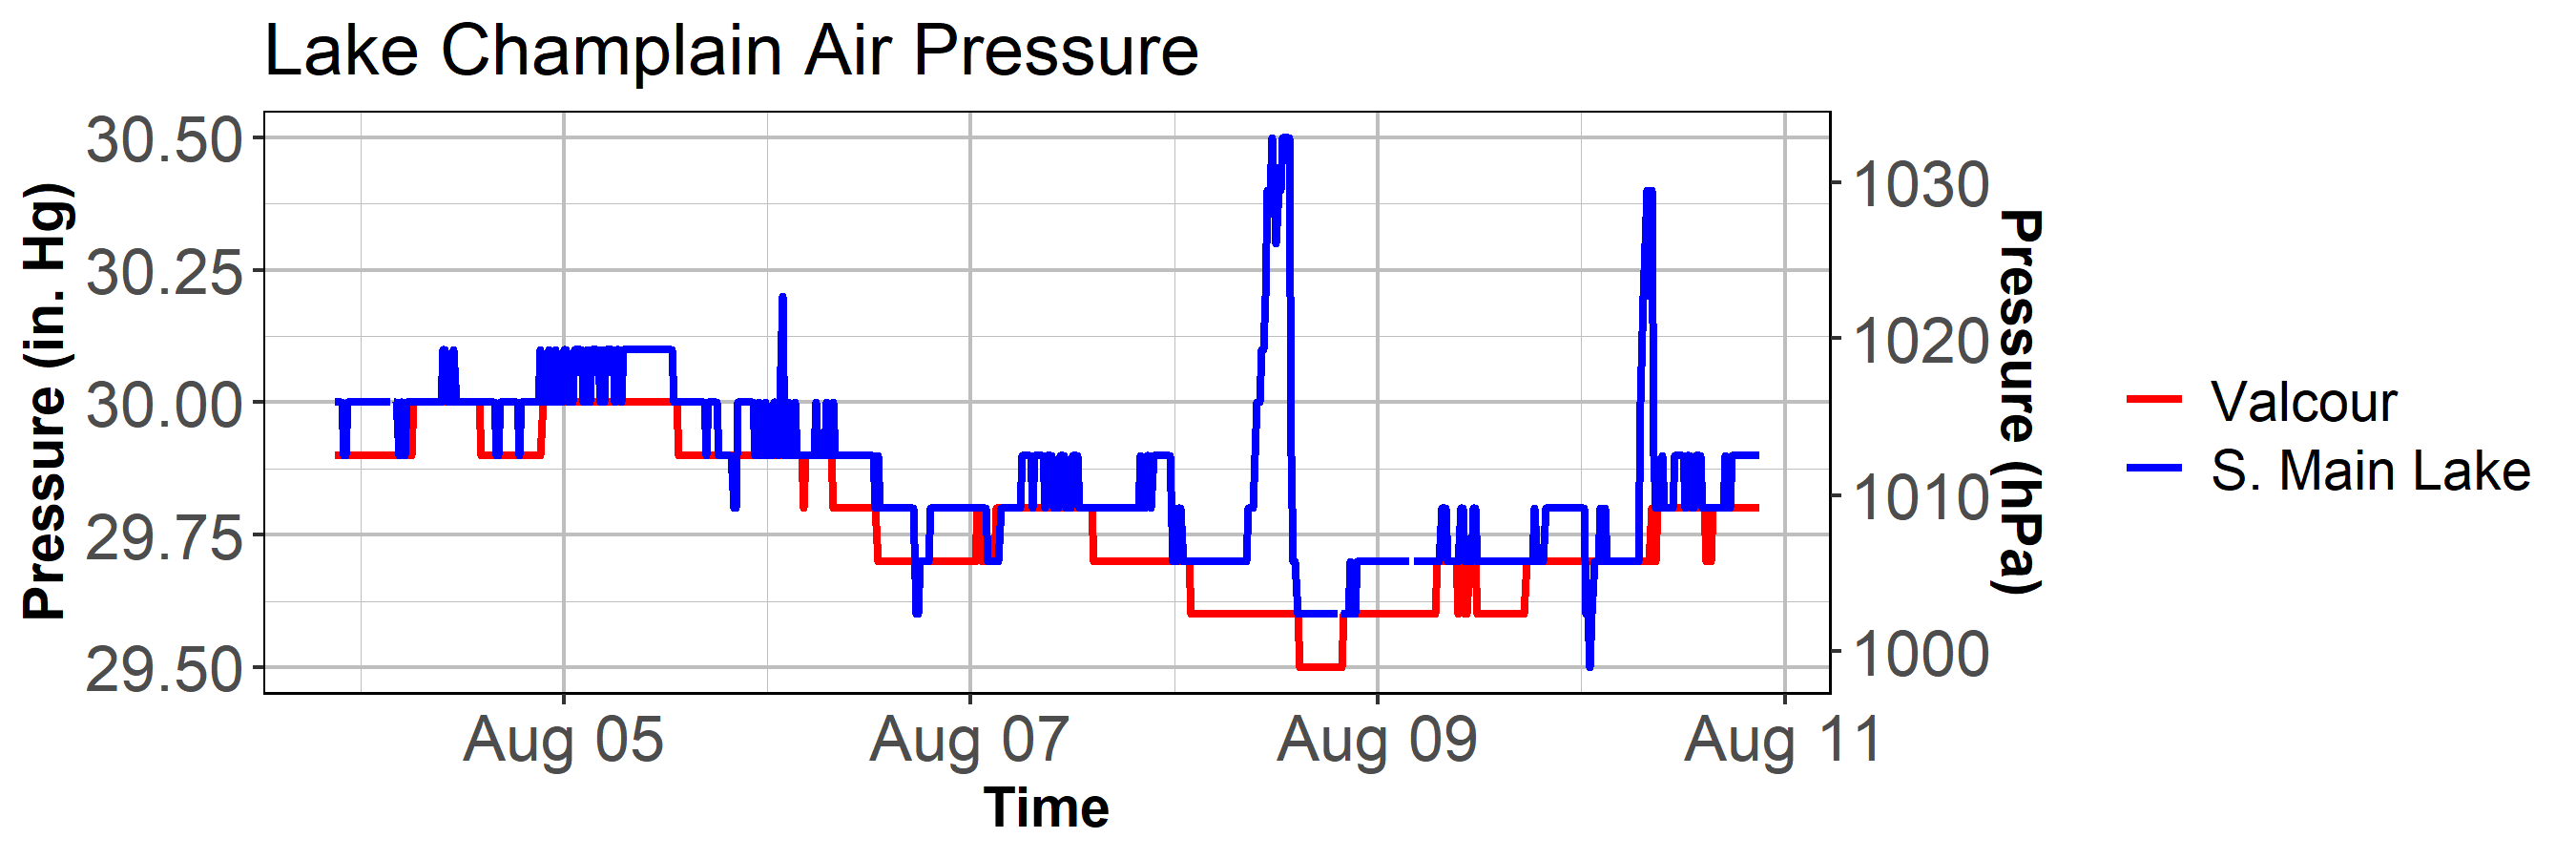 Lake Champlain Air Pressure
Pressure (in. Hg)
30.50
30.25
30.00
29.75
29.50
1030
1020
1010
1000
Pressure (hPa)
Aug 05
Aug 07
Aug 09
Aug 11
Time
Valcour
S. Main Lake